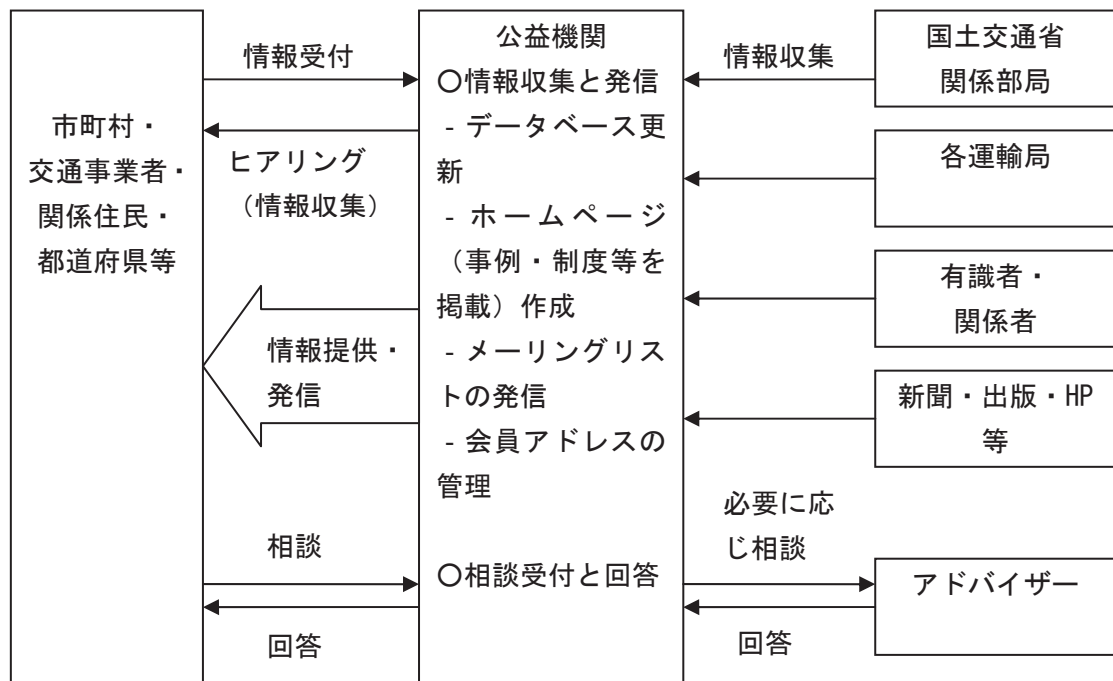 市町村・
交通事業者・
関係住民・
都道府県等
情報受付
ヒアリング
（情報収集）
情報提供・
発信
相談
回答
公益機関
〇情報収集と発信
- データベース更
新
- ホームページ
（事例・制度等を
掲載）作成
- メーリングリス
トの発信
- 会員アドレスの
管理
〇相談受付と回答
情報収集
必要に応
じ相談
回答
国土交通省
関係部局
各運輸局
有識者・
関係者
新聞・出版・HP
等
アドバイザー